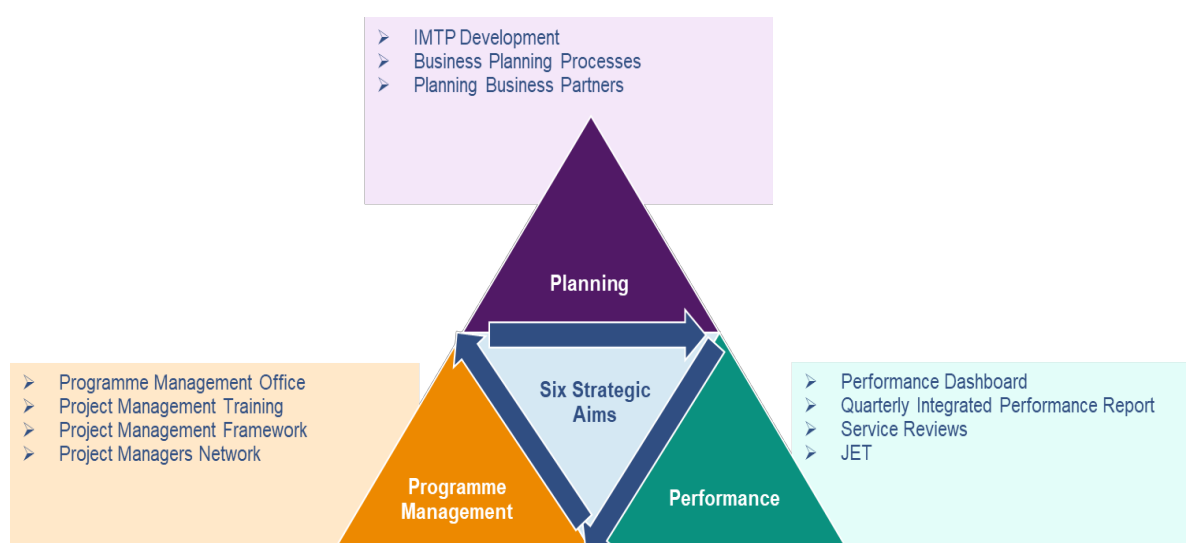 IMTP Development
Business Planning Processes
Planning Business Partners
Planning
Six Strategic
Aims
Programme Management Office
Project Management Training
Project Management Framework
Project Managers Network
Programme
Management
Performance Dashboard
Quarterly Integrated Performance Report
Service Reviews
JET
Performance